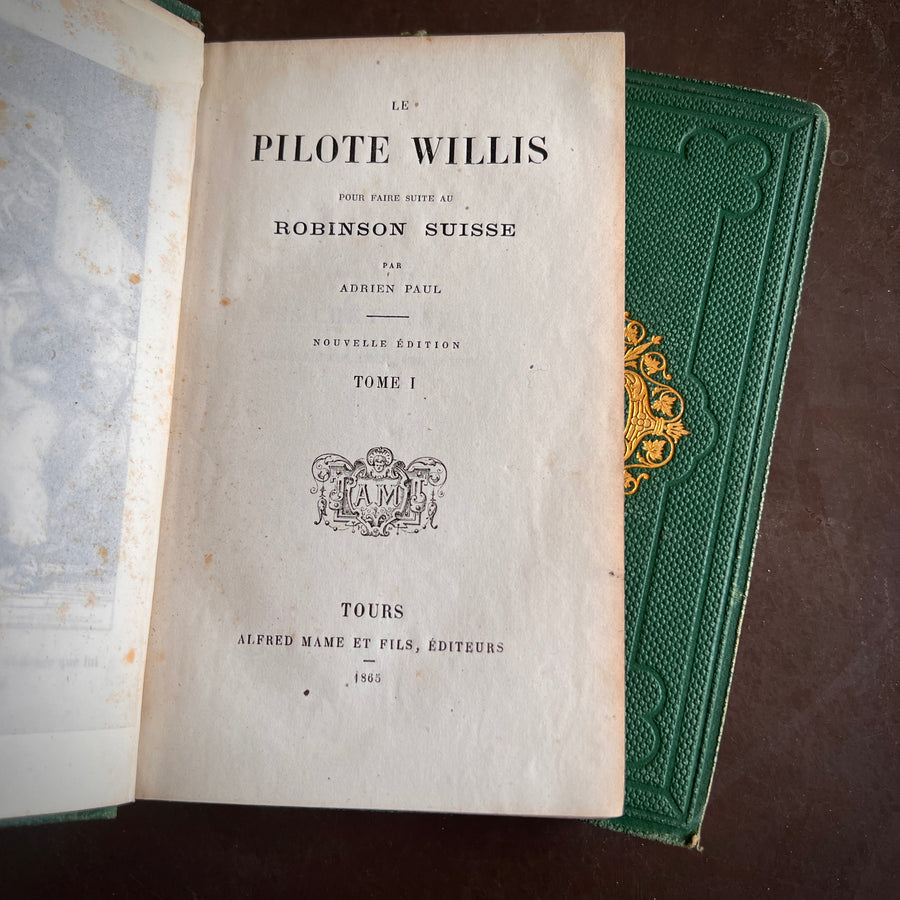 LE
PILOTE WILLIS
POUR FAIRE SUITE AU
ROBINSON SUISSE
PAR
ADRIEN PAUL
NOUVELLE ÉDITION
TOME I
A M
TOURS
ALFRED MAME ET FILS, ÉDITEURS
1865